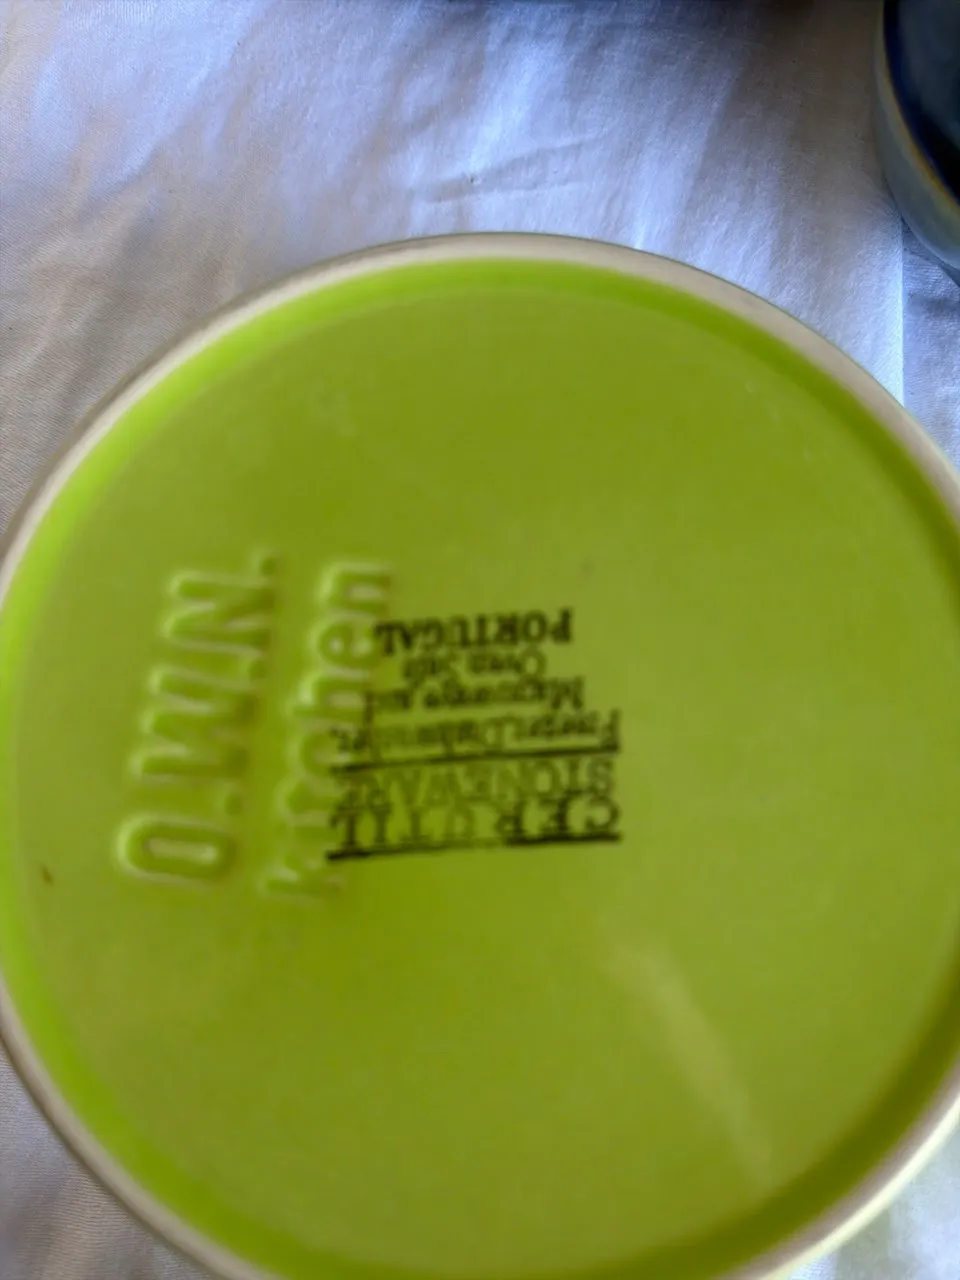 O.W.N.
kitchen
CERUTIL
STONEWARE
Freezer, Dishwasher,
Microwave and
Oven Safe
PORTUGAL